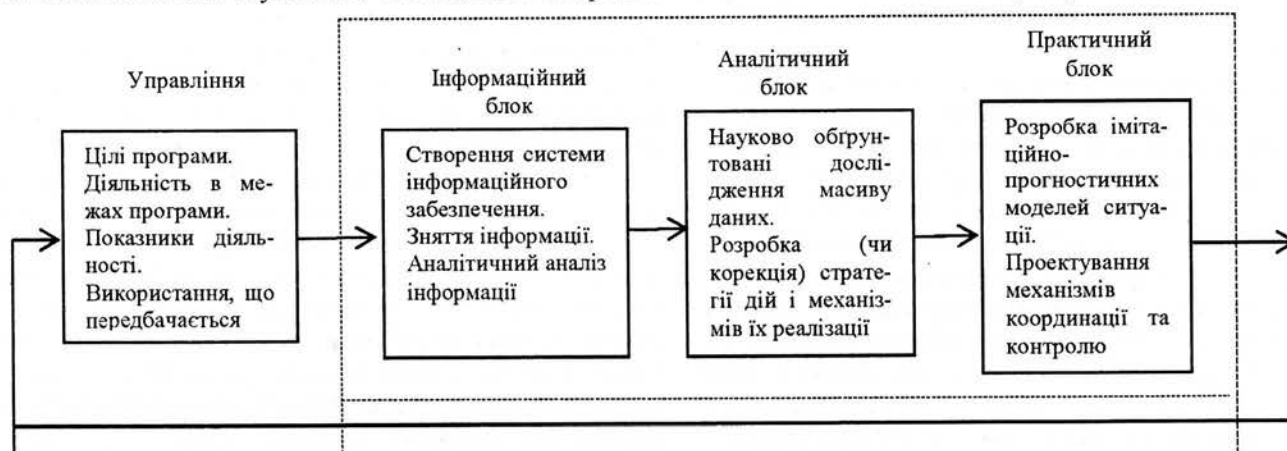 Управління
Інформаційний
блок
Аналітичний
блок
Практичний
блок
Цілі програми.
Діяльність в ме-
жах програми.
Показники діяль-
ності.
Використання, що
передбачається
Створення системи
інформаційного
забезпечення.
Зняття інформації.
Аналітичний аналіз
інформації
Науково обґрун-
товані дослі-
дження масиву
даних.
Розробка (чи
корекція) страте-
гії дій і механіз-
мів їх реалізації
Розробка іміта-
ційно-
прогностичних
моделей ситуа-
ції.
Проектування
механізмів
координації та
контролю